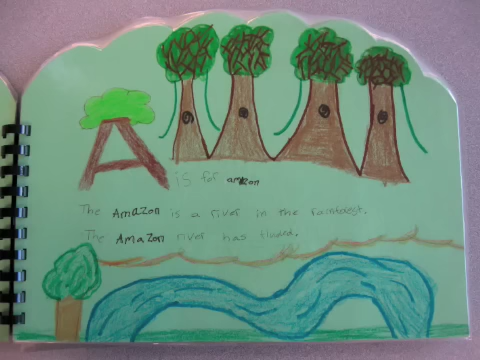 A is for amazon
The Amazon is a river in the rainforest.
The Amazon river has flooded.